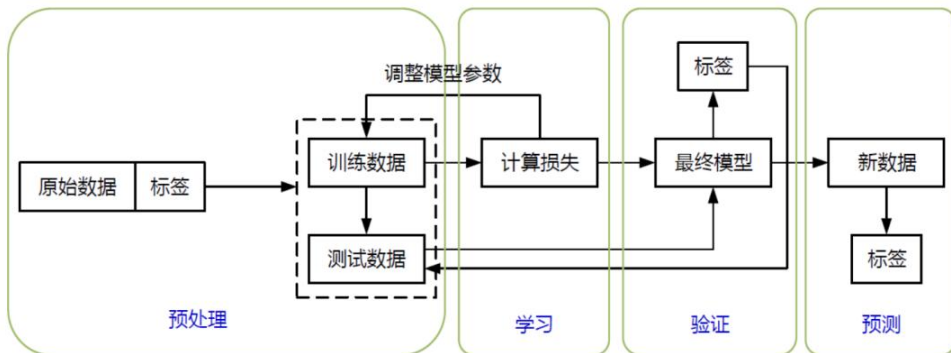 调整模型参数
标签
原始数据
标签
训练数据
计算损失
最终模型
新数据
测试数据
标签
预处理
学习
验证
预测